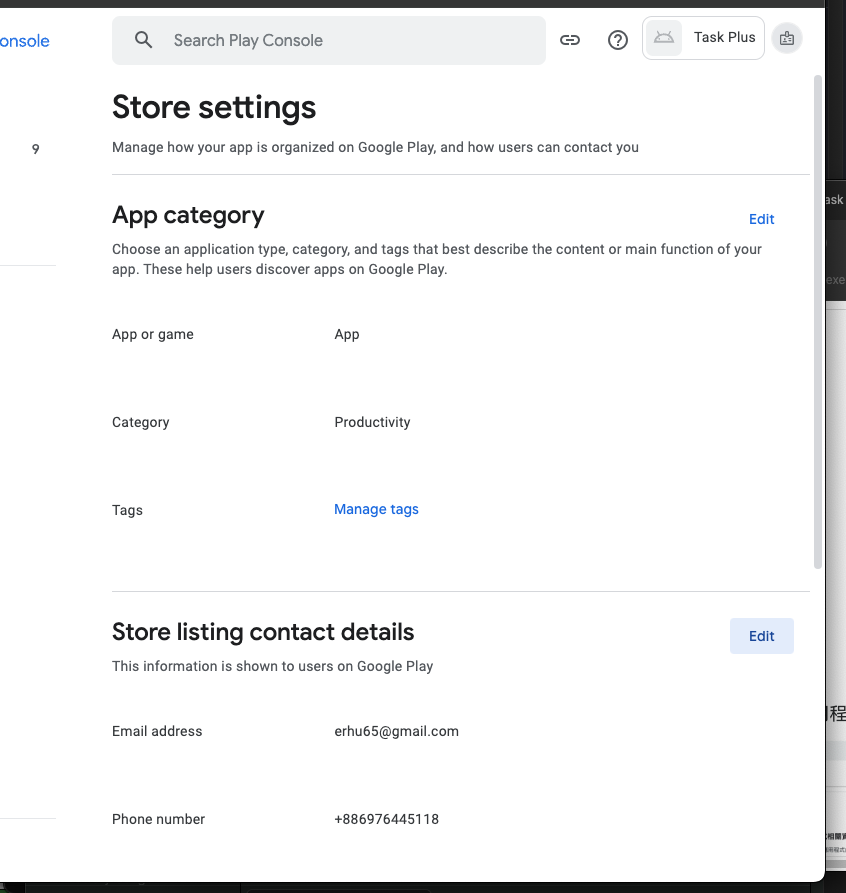 onsole
Search Play Console
Task Plus
Store settings
9
Manage how your app is organized on Google Play, and how users can contact you
App category
Edit
Choose an application type, category, and tags that best describe the content or main function of your
app. These help users discover apps on Google Play.
App or game
App
Category
Productivity
Tags
Manage tags
Store listing contact details
Edit
This information is shown to users on Google Play
Email address
erhu65@gmail.com
Phone number
+886976445118
ask
exe
程